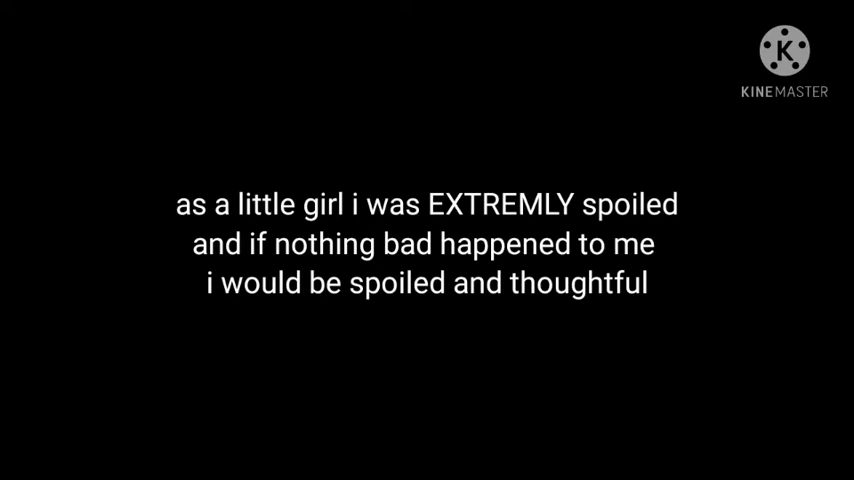 KINEMASTER
as a little girl i was EXTREMLY spoiled
and if nothing bad happened to me
i would be spoiled and thoughtful